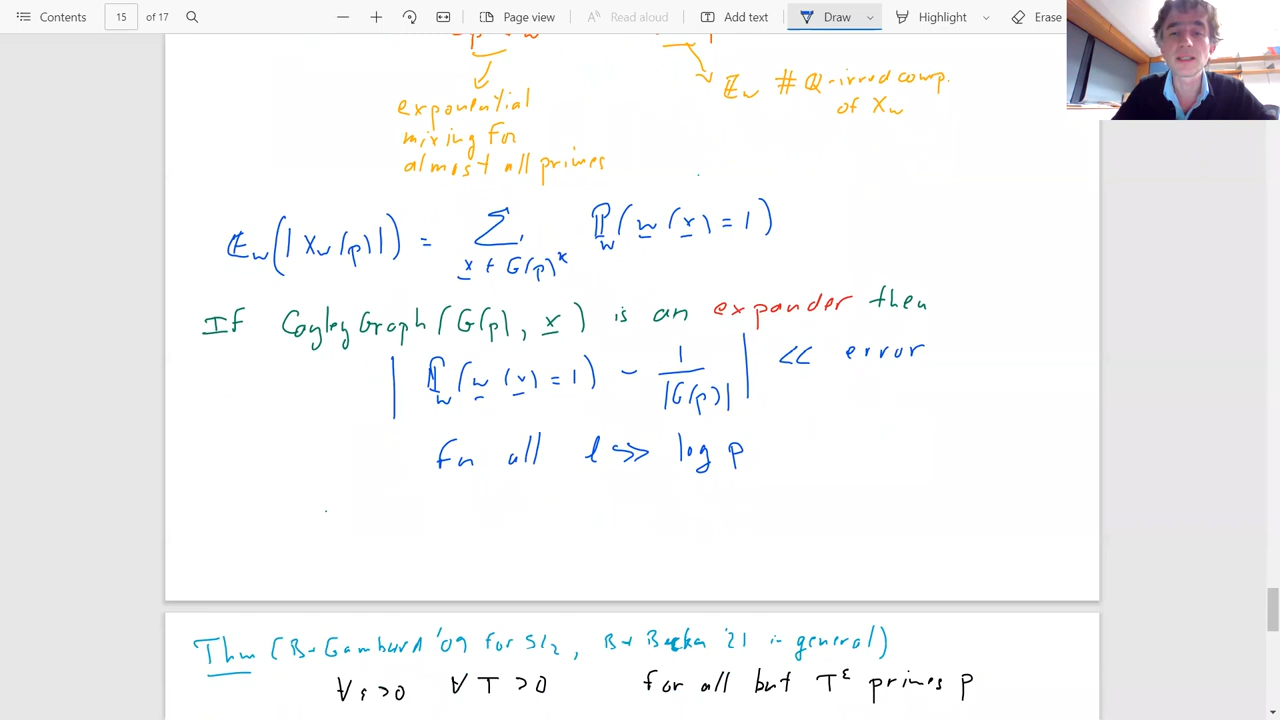 Contents 15 of 17 Page view Read aloud Add text Draw Highlight Erase
𝔼_w # Q-irred comp.
of X_w
exponential
mixing for
almost all primes
𝔼_w(|X_w(p)|) = Σ_{x ∈ G(p)^k} ℙ_w(w(x) = 1)
If CayleyGraph(G(p), x) is an expander then
|ℙ_w(w(x) = 1) − 1/|G(p)|| << error
for all l >> log p
Thm (B+Gamburd '09 for Sl_2, B+Becker '21 in general)
∀ε>0 ∀T>0 for all but T^ε primes p